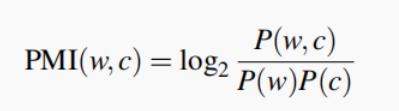 PMI(w,c) = log₂ P(w,c) / P(w)P(c)